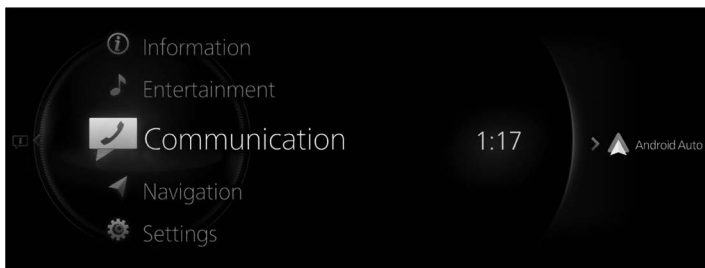 Information
Entertainment
Communication
1:17
Android Auto
Navigation
Settings